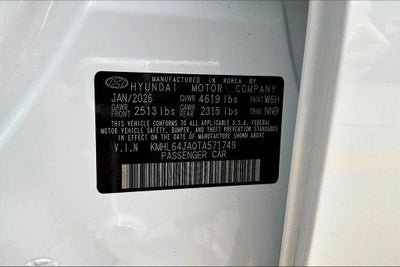 MANUFACTURED IN KOREA BY
HYUNDAI MOTOR COMPANY
JAN/2026 GVWR 4619 lbs PAINT W6H
GAWR FRONT 2513 lbs GAWR REAR 2315 lbs TRIM NNB
THIS VEHICLE CONFORMS TO ALL APPLICABLE U.S. FEDERAL
MOTOR VEHICLE SAFETY, BUMPER, AND THEFT PREVENTION
STANDARDS IN EFFECT ON THE DATE OF MANUFACTURE
SHOWN ABOVE.
V.I.N KMHL64JA0TA571749
PASSENGER CAR